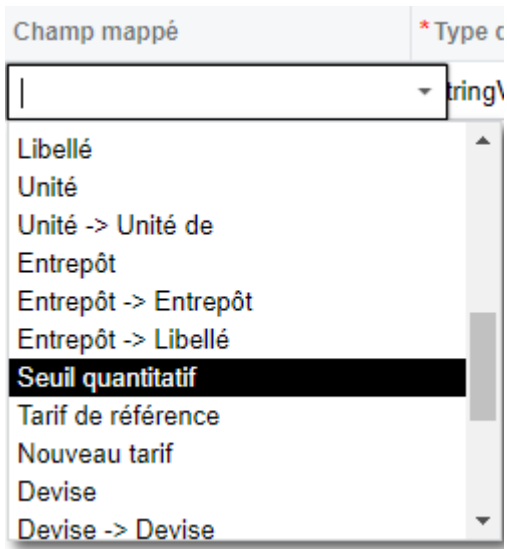 Champ mappé * Type
Libellé
Unité
Unité -> Unité de
Entrepôt
Entrepôt -> Entrepôt
Entrepôt -> Libellé
Seuil quantitatif
Tarif de référence
Nouveau tarif
Devise
Devise -> Devise